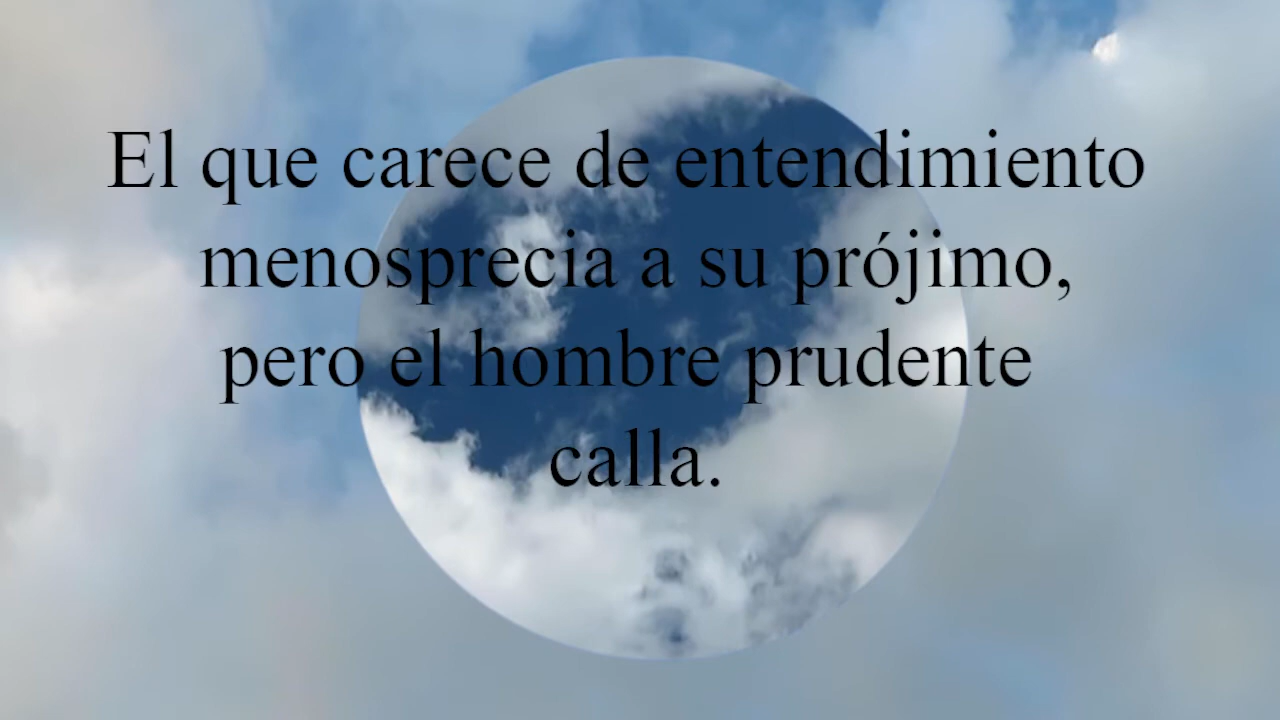 El que carece de entendimiento
menosprecia a su prójimo,
pero el hombre prudente
calla.